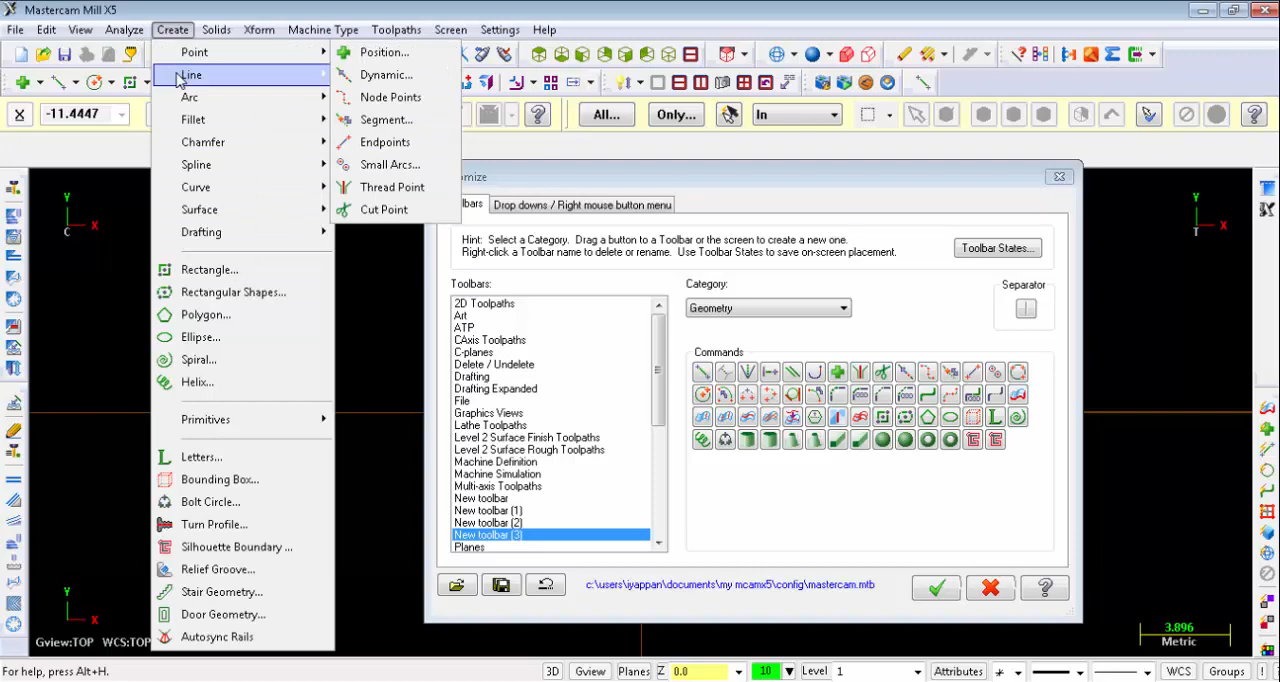 Mastercam Mill X5
File Edit View Analyze Create Solids Xform Machine Type Toolpaths Screen Settings Help
X -11.4447 All... Only... In
Point
Line
Arc
Fillet
Chamfer
Spline
Curve
Surface
Drafting
Rectangle...
Rectangular Shapes...
Polygon...
Ellipse...
Spiral...
Helix...
Primitives
Letters...
Bounding Box...
Bolt Circle...
Turn Profile...
Silhouette Boundary ...
Relief Groove...
Stair Geometry...
Door Geometry...
Autosync Rails
Position...
Dynamic...
Node Points
Segment...
Endpoints
Small Arcs...
Thread Point
Cut Point
omize
bars Drop downs / Right mouse button menu
Hint: Select a Category. Drag a button to a Toolbar or the screen to create a new one.
Right-click a Toolbar name to delete or rename. Use Toolbar States to save on-screen placement.
Toolbar States...
Toolbars:
2D Toolpaths
Art
ATP
CAxis Toolpaths
C-planes
Delete / Undelete
Drafting
Drafting Expanded
File
Graphics Views
Lathe Toolpaths
Level 2 Surface Finish Toolpaths
Level 2 Surface Rough Toolpaths
Machine Definition
Machine Simulation
Multi-axis Toolpaths
New toolbar
New toolbar (1)
New toolbar (2)
New toolbar (3)
Planes
Category:
Geometry
Separator
Commands
c:\users\iyappan\documents\my mcamx5\config\mastercam.mtb
Y
X
C
Y
X
T
Y
X
Gview:TOP WCS:TOP
3.896
Metric
For help, press Alt+H. 3D Gview Planes Z 0.0 10 Level 1 Attributes WCS Groups !